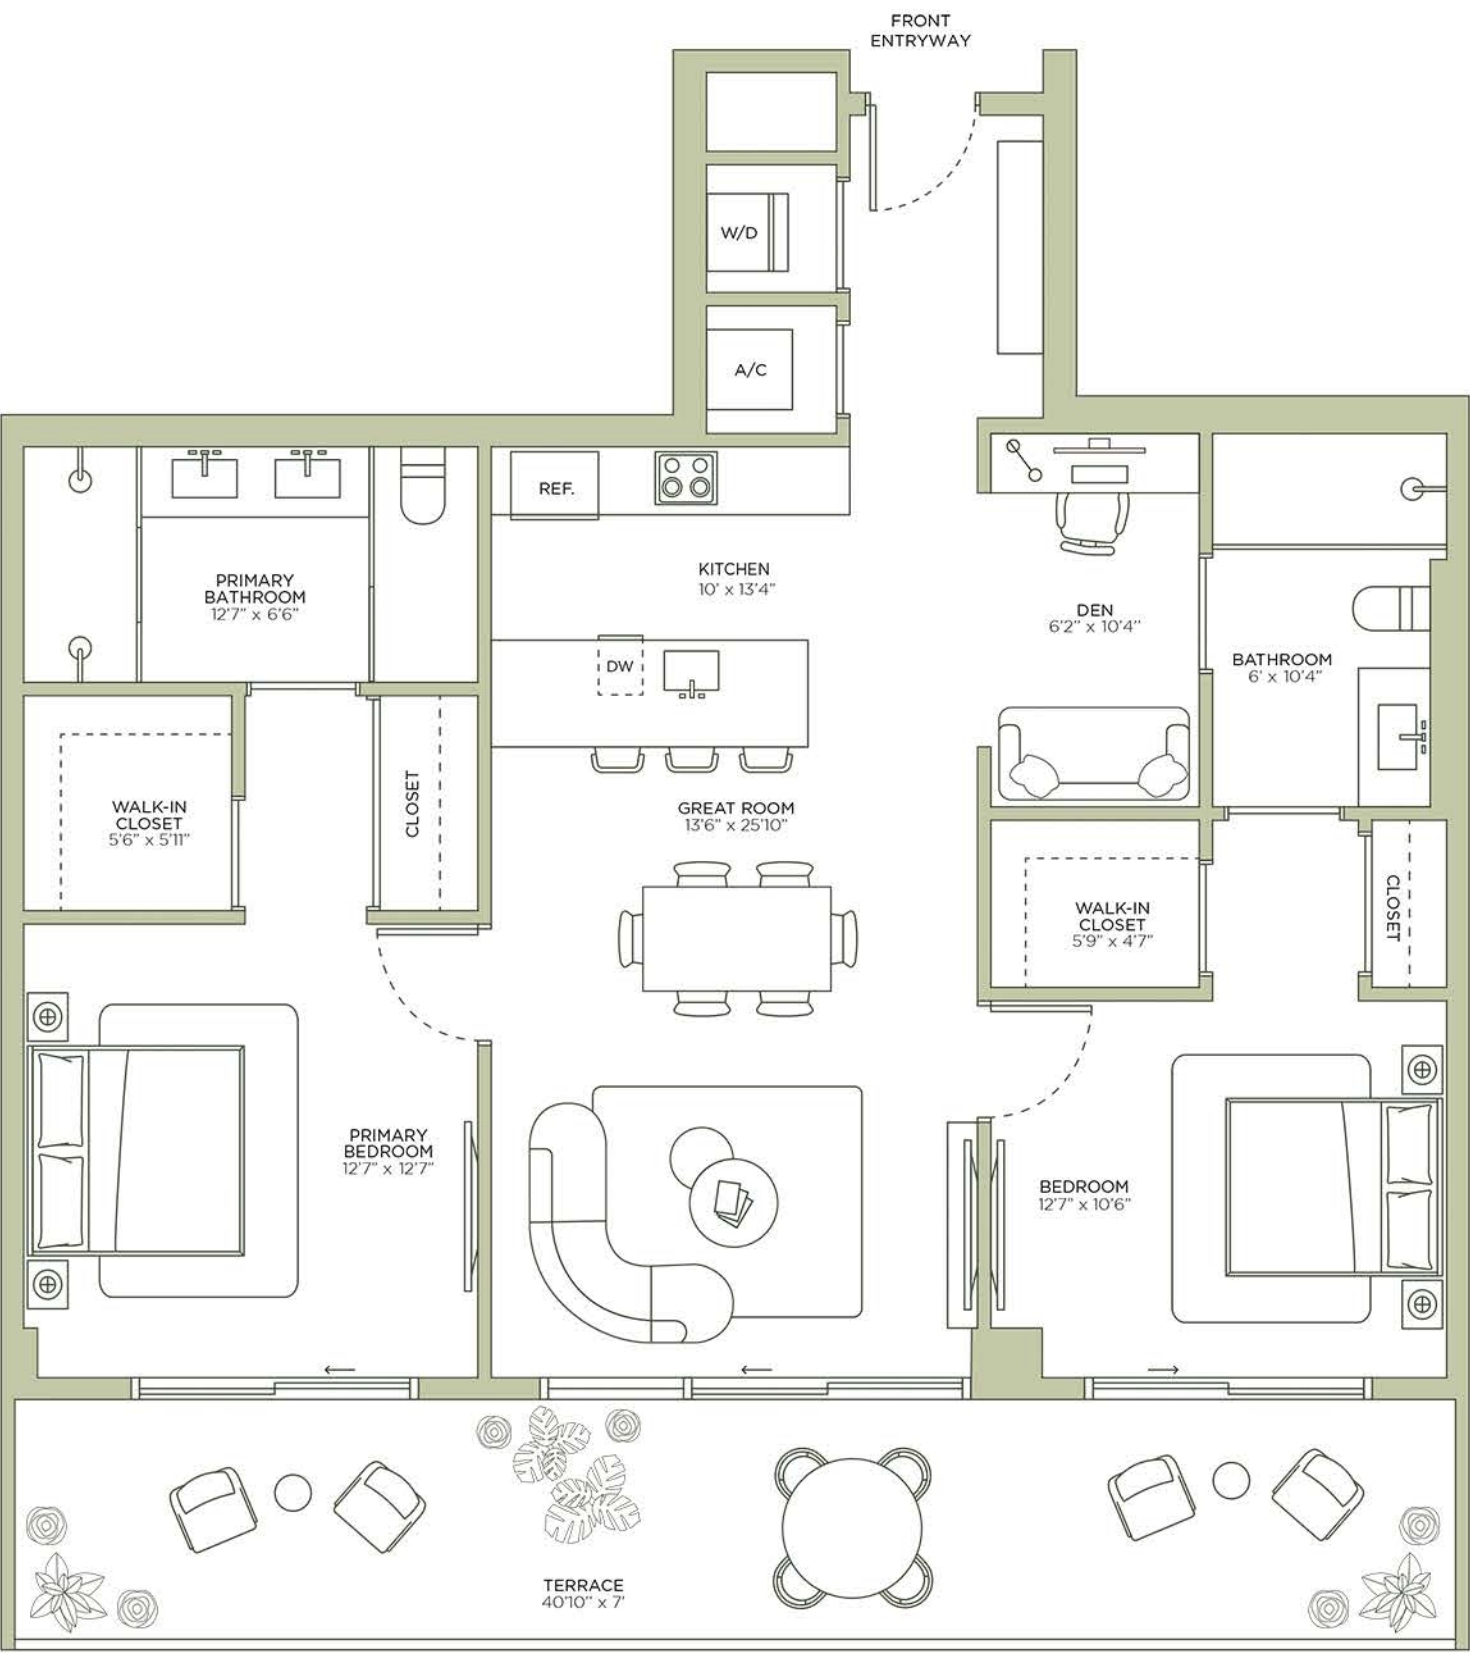 FRONT
ENTRYWAY
W/D
A/C
REF.
KITCHEN
10' x 13'4"
PRIMARY
BATHROOM
12'7" x 6'6"
DEN
6'2" x 10'4"
DW
BATHROOM
6' x 10'4"
WALK-IN
CLOSET
5'6" x 5'11"
CLOSET
GREAT ROOM
13'6" x 25'10"
WALK-IN
CLOSET
5'9" x 4'7"
CLOSET
PRIMARY
BEDROOM
12'7" x 12'7"
BEDROOM
12'7" x 10'6"
TERRACE
40'10" x 7'